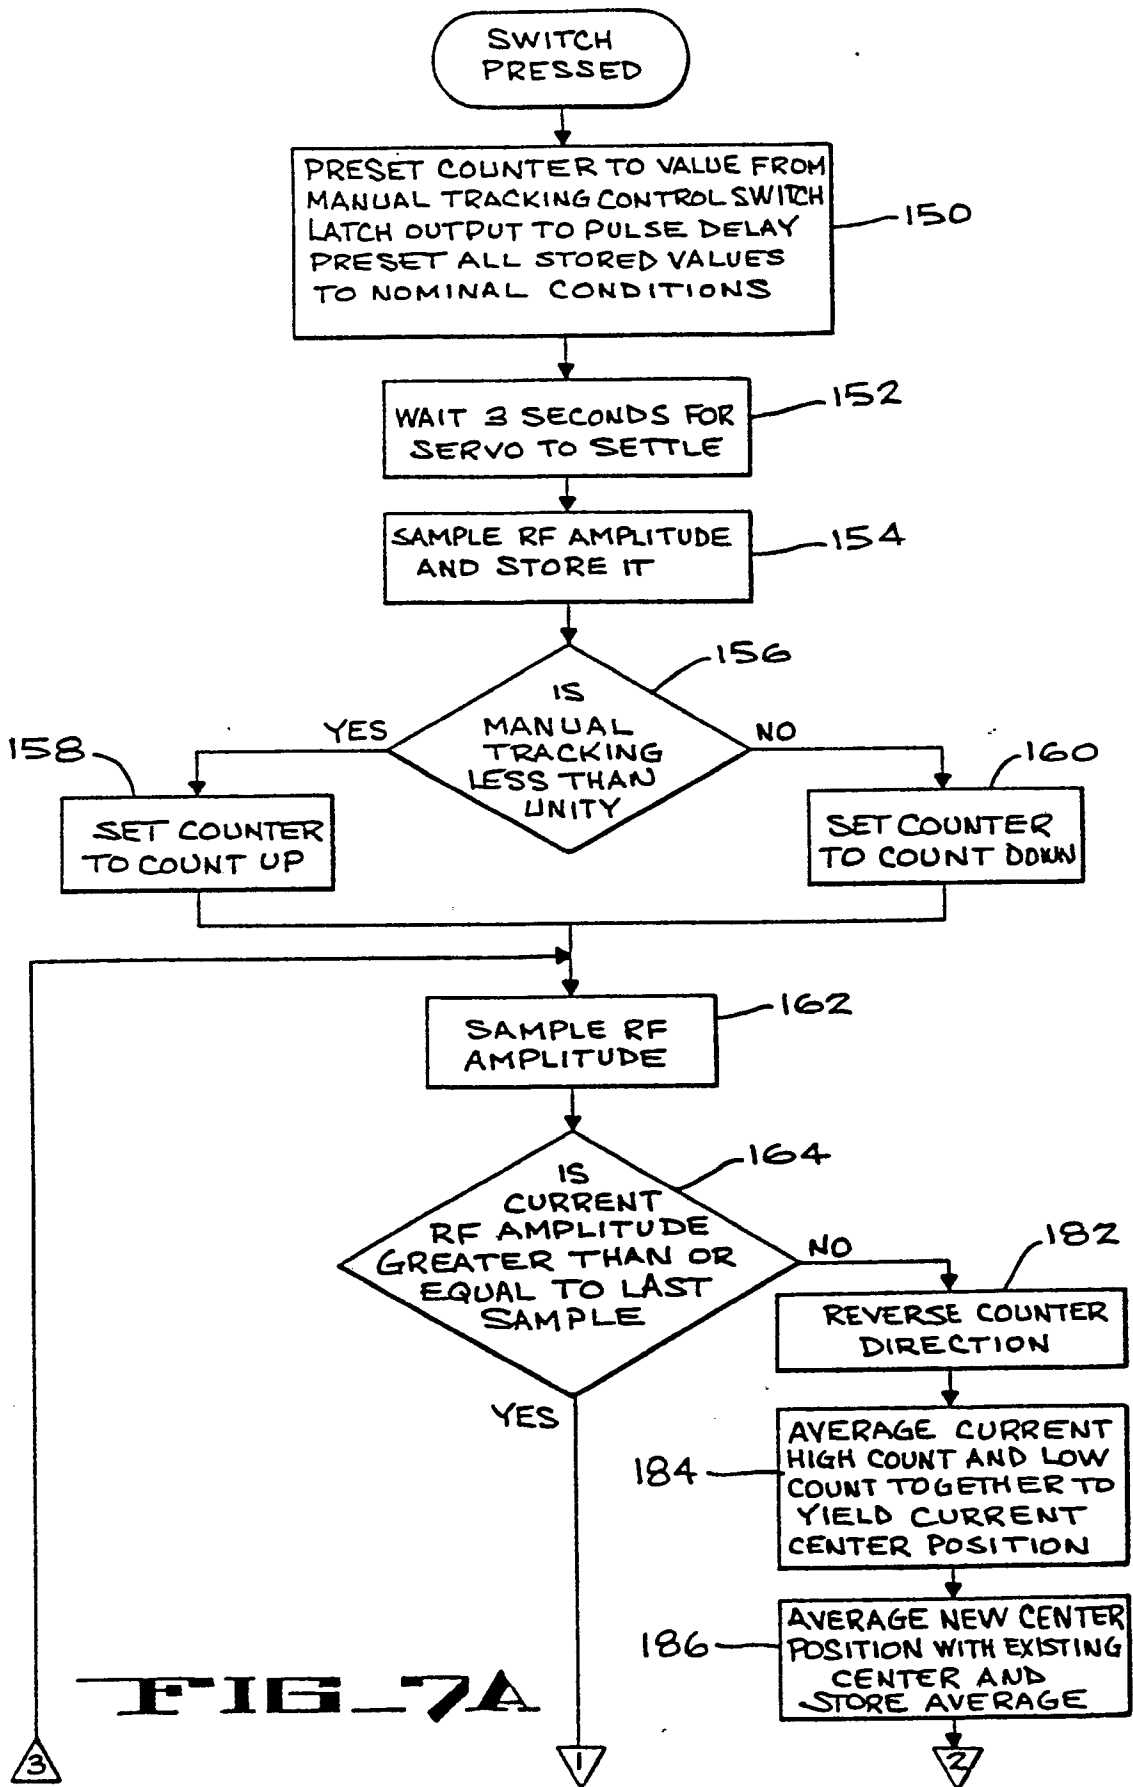 SWITCH
PRESSED
PRESET COUNTER TO VALUE FROM
MANUAL TRACKING CONTROL SWITCH
LATCH OUTPUT TO PULSE DELAY
PRESET ALL STORED VALUES
TO NOMINAL CONDITIONS
150
WAIT 3 SECONDS FOR
SERVO TO SETTLE
152
SAMPLE RF AMPLITUDE
AND STORE IT
154
IS
MANUAL
TRACKING
LESS THAN
UNITY
156
YES
NO
158
SET COUNTER
TO COUNT UP
160
SET COUNTER
TO COUNT DOWN
SAMPLE RF
AMPLITUDE
162
IS
CURRENT
RF AMPLITUDE
GREATER THAN OR
EQUAL TO LAST
SAMPLE
164
NO
YES
182
REVERSE COUNTER
DIRECTION
184
AVERAGE CURRENT
HIGH COUNT AND LOW
COUNT TOGETHER TO
YIELD CURRENT
CENTER POSITION
186
AVERAGE NEW CENTER
POSITION WITH EXISTING
CENTER AND
STORE AVERAGE
FIG_7A
3
1
2